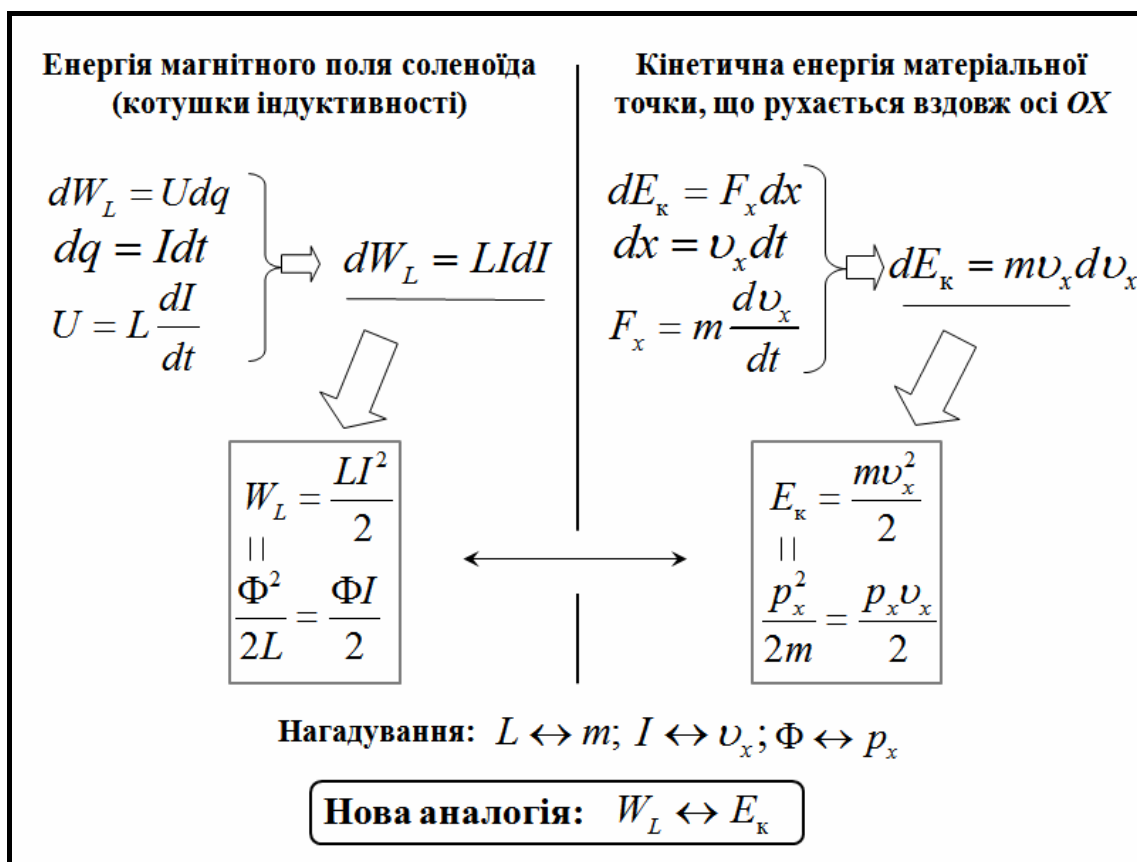 Енергія магнітного поля соленоїда
(котушки індуктивності)
dW_L = Udq
dq = Idt
U = L dI/dt
dW_L = LIdI
W_L = LI²/2
=
Φ²/2L = ΦI/2
Кінетична енергія матеріальної
точки, що рухається вздовж осі OX
dE_к = F_x dx
dx = υ_x dt
F_x = m dυ_x/dt
dE_к = mυ_x dυ_x
E_к = mυ_x²/2
=
p_x²/2m = p_x υ_x/2
Нагадування: L ↔ m; I ↔ υ_x; Φ ↔ p_x
Нова аналогія: W_L ↔ E_к